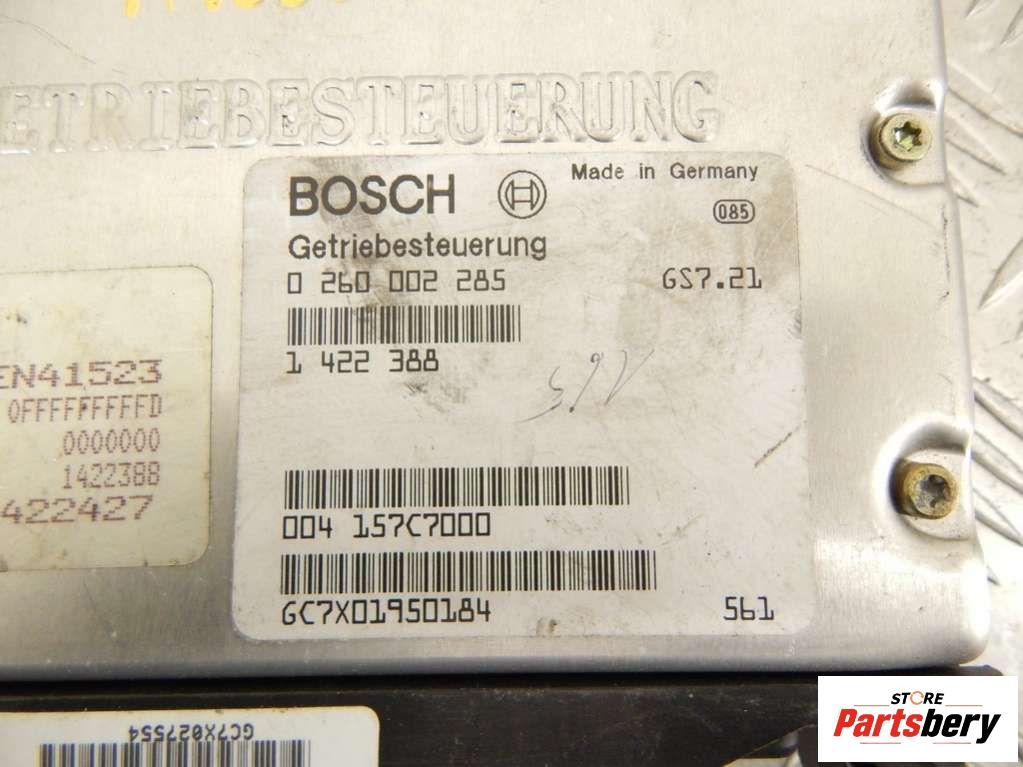 ETRIEBESTEUERUNG
BOSCH
Made in Germany
085
Getriebesteuerung
0 260 002 285
GS7.21
1 422 388
EN41523
0FFFFFFFFFD
0000000
1422388
422427
004 157C7000
GC7X01950184
561
GC7X027554
STORE
Partsbery